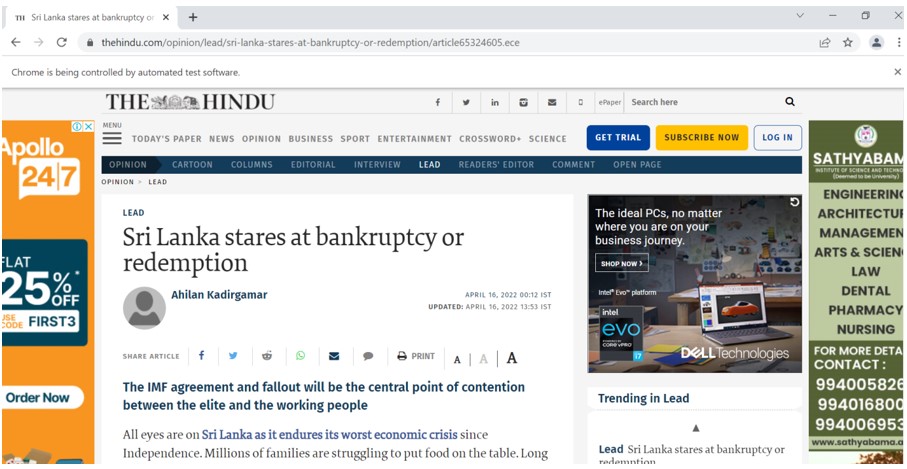 Sri Lanka stares at bankruptcy or
thehindu.com/opinion/lead/sri-lanka-stares-at-bankruptcy-or-redemption/article65324605.ece
Chrome is being controlled by automated test software.
THE HINDU
ePaper Search here
MENU
TODAY'S PAPER NEWS OPINION BUSINESS SPORT ENTERTAINMENT CROSSWORD+ SCIENCE GET TRIAL SUBSCRIBE NOW LOG IN
OPINION CARTOON COLUMNS EDITORIAL INTERVIEW LEAD READERS' EDITOR COMMENT OPEN PAGE
OPINION > LEAD
Apollo
24|7
FLAT
25%*
OFF
USE
CODE FIRST3
Order Now
LEAD
Sri Lanka stares at bankruptcy or
redemption
Ahilan Kadirgamar
APRIL 16, 2022 00:12 IST
UPDATED: APRIL 16, 2022 13:53 IST
SHARE ARTICLE PRINT A | A | A
The IMF agreement and fallout will be the central point of contention
between the elite and the working people
All eyes are on Sri Lanka as it endures its worst economic crisis since
Independence. Millions of families are struggling to put food on the table. Long
The ideal PCs, no matter
where you are on your
business journey.
SHOP NOW >
Intel® Evo™ platform
intel
evo
POWERED BY
CORE vPRO
i7
DELL Technologies
Trending in Lead
Lead Sri Lanka stares at bankruptcy or
redemption
SATHYABAM
INSTITUTE OF SCIENCE AND TECHNO
(Deemed to be University)
ENGINEERING
ARCHITECTUR
MANAGEMEN
ARTS & SCIENC
LAW
DENTAL
PHARMACY
NURSING
FOR MORE DETA
CONTACT :
994005826
994016800
994006953
www.sathyabama.a